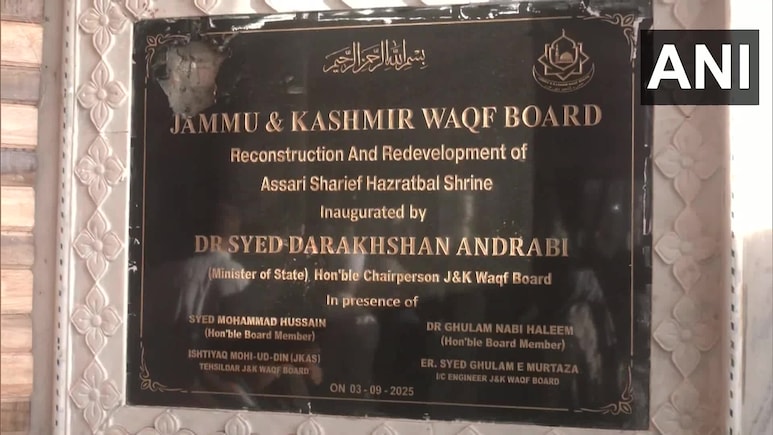 ANI
بسم الله الرحمن الرحيم
JAMMU & KASHMIR WAQF BOARD
Reconstruction And Redevelopment of
Assari Sharief Hazratbal Shrine
Inaugurated by
DR SYED DARAKHSHAN ANDRABI
(Minister of State), Hon'ble Chairperson J&K Waqf Board
In presence of
SYED MOHAMMAD HUSSAIN
(Hon'ble Board Member)
ISHTIYAQ MOHI-UD-DIN (JKAS)
TEHSILDAR J&K WAQF BOARD
DR GHULAM NABI HALEEM
(Hon'ble Board Member)
ER. SYED GHULAM E MURTAZA
I/C ENGINEER J&K WAQF BOARD
ON 03-09-2025